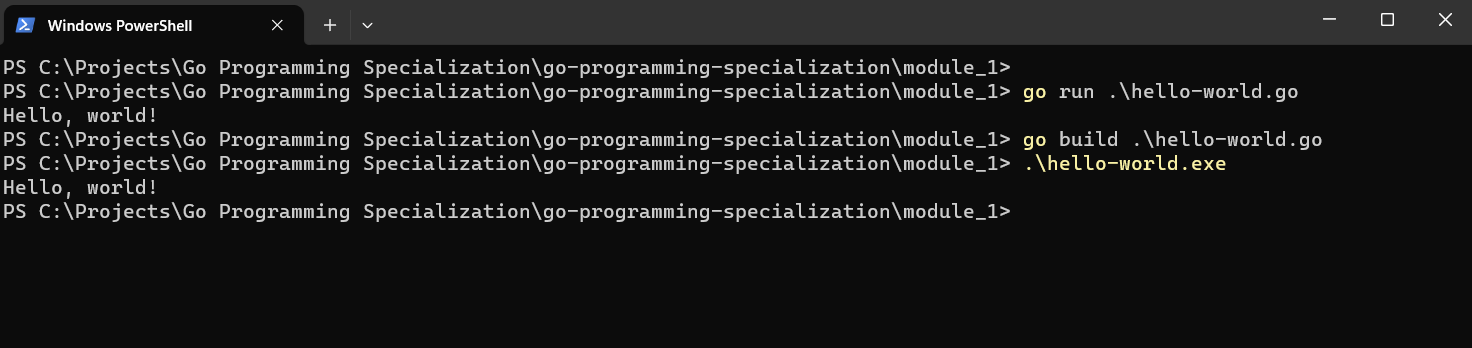 Windows PowerShell
PS C:\Projects\Go Programming Specialization\go-programming-specialization\module_1>
PS C:\Projects\Go Programming Specialization\go-programming-specialization\module_1> go run .\hello-world.go
Hello, world!
PS C:\Projects\Go Programming Specialization\go-programming-specialization\module_1> go build .\hello-world.go
PS C:\Projects\Go Programming Specialization\go-programming-specialization\module_1> .\hello-world.exe
Hello, world!
PS C:\Projects\Go Programming Specialization\go-programming-specialization\module_1>